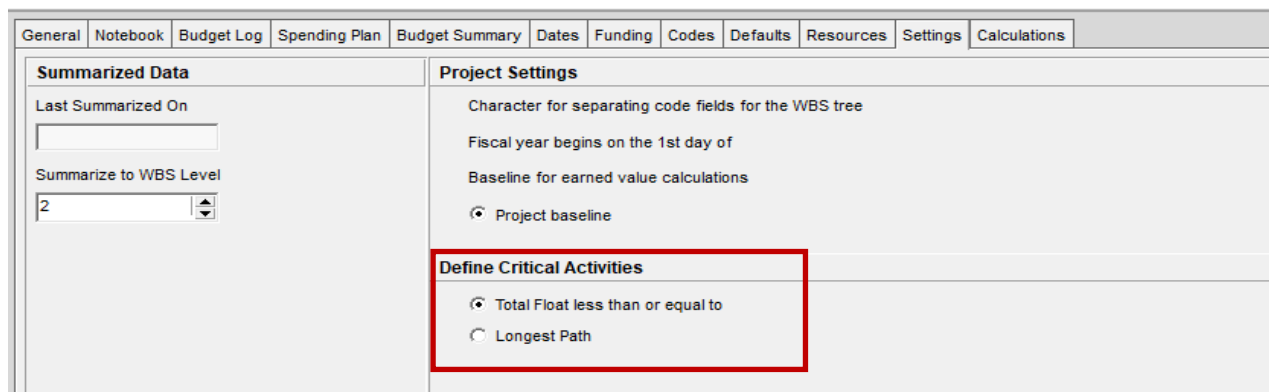 General Notebook Budget Log Spending Plan Budget Summary Dates Funding Codes Defaults Resources Settings Calculations
Summarized Data
Last Summarized On
Summarize to WBS Level
2
Project Settings
Character for separating code fields for the WBS tree
Fiscal year begins on the 1st day of
Baseline for earned value calculations
Project baseline
Define Critical Activities
Total Float less than or equal to
Longest Path